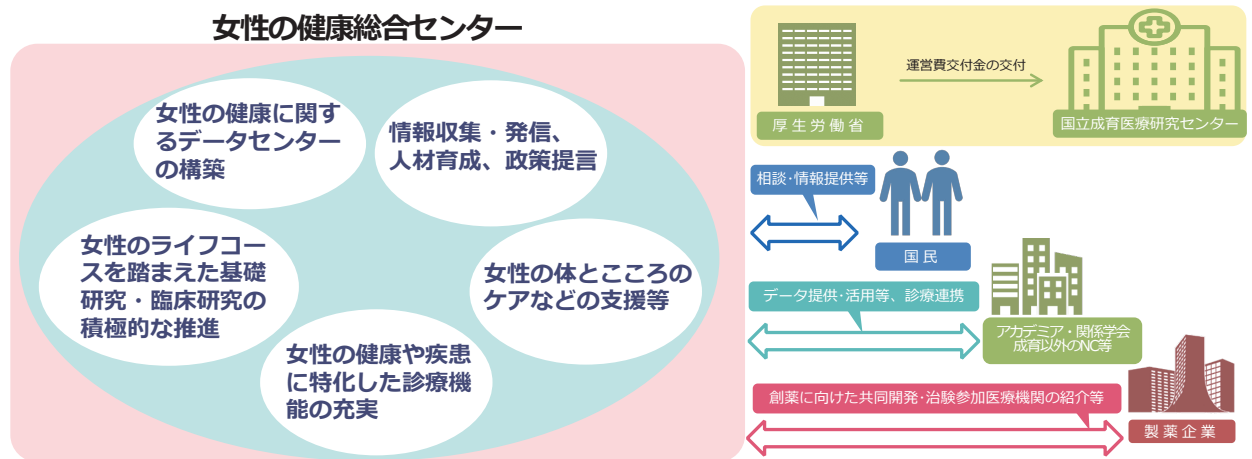 女性の健康総合センター
女性の健康に関す
るデータセンター
の構築
情報収集・発信、
人材育成、政策提言
女性のライフコー
スを踏まえた基礎
研究・臨床研究の
積極的な推進
女性の体とこころの
ケアなどの支援等
女性の健康や疾患
に特化した診療機
能の充実
運営費交付金の交付
厚生労働省
国立成育医療研究センター
相談･情報提供等
国民
データ提供･活用等、診療連携
アカデミア・関係学会
成育以外のNC等
創薬に向けた共同開発･治験参加医療機関の紹介等
製薬企業